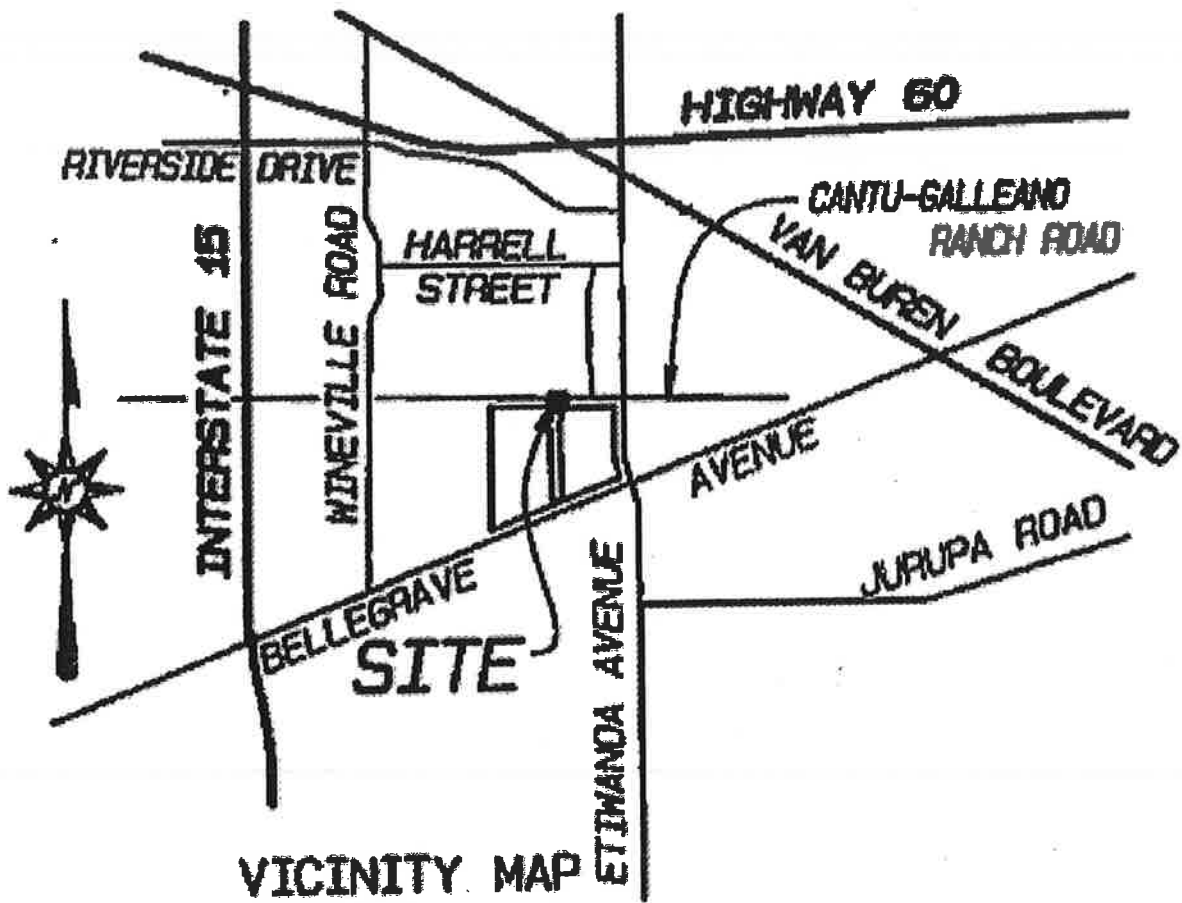 HIGHWAY 60
RIVERSIDE DRIVE
CANTU-GALLEANO
RANCH ROAD
HARRELL
STREET
VAN BUREN BOULEVARD
INTERSTATE 15
WINEVILLE ROAD
N
AVENUE
JURUPA ROAD
BELLEGRAVE
SITE
ETIWANDA AVENUE
VICINITY MAP